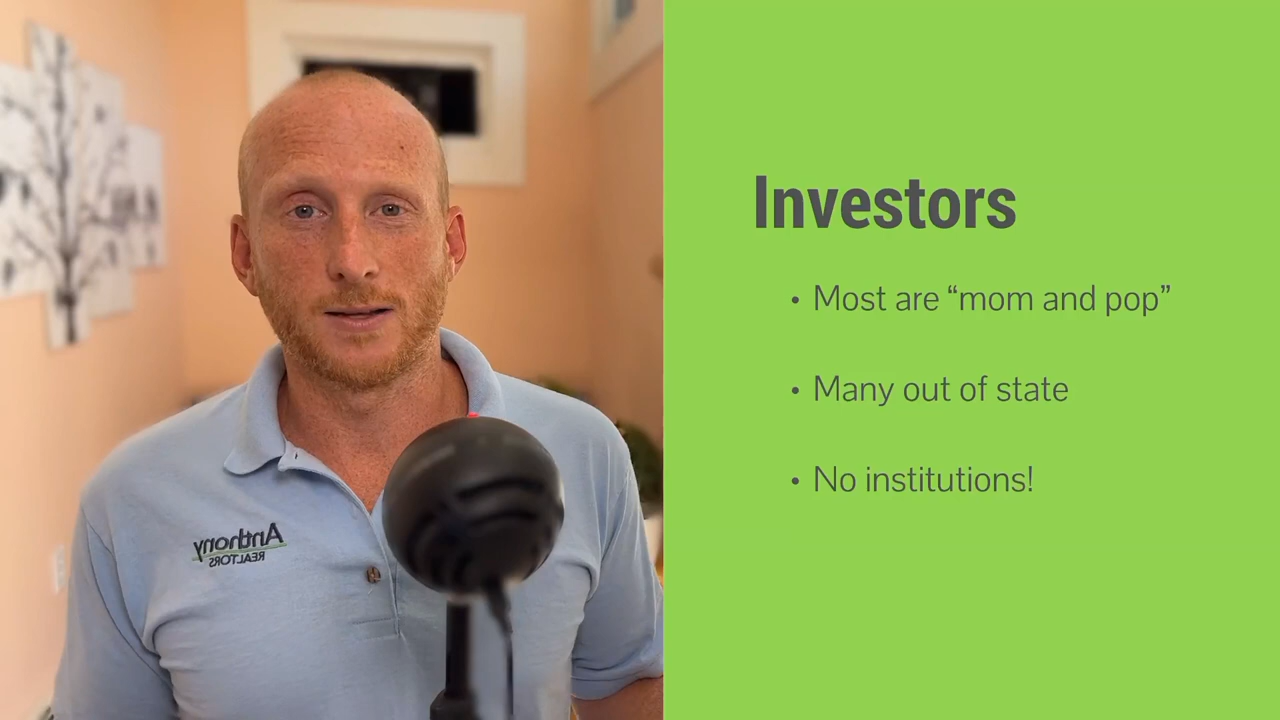 Investors
• Most are “mom and pop”
• Many out of state
• No institutions!
Anthony
REALTORS